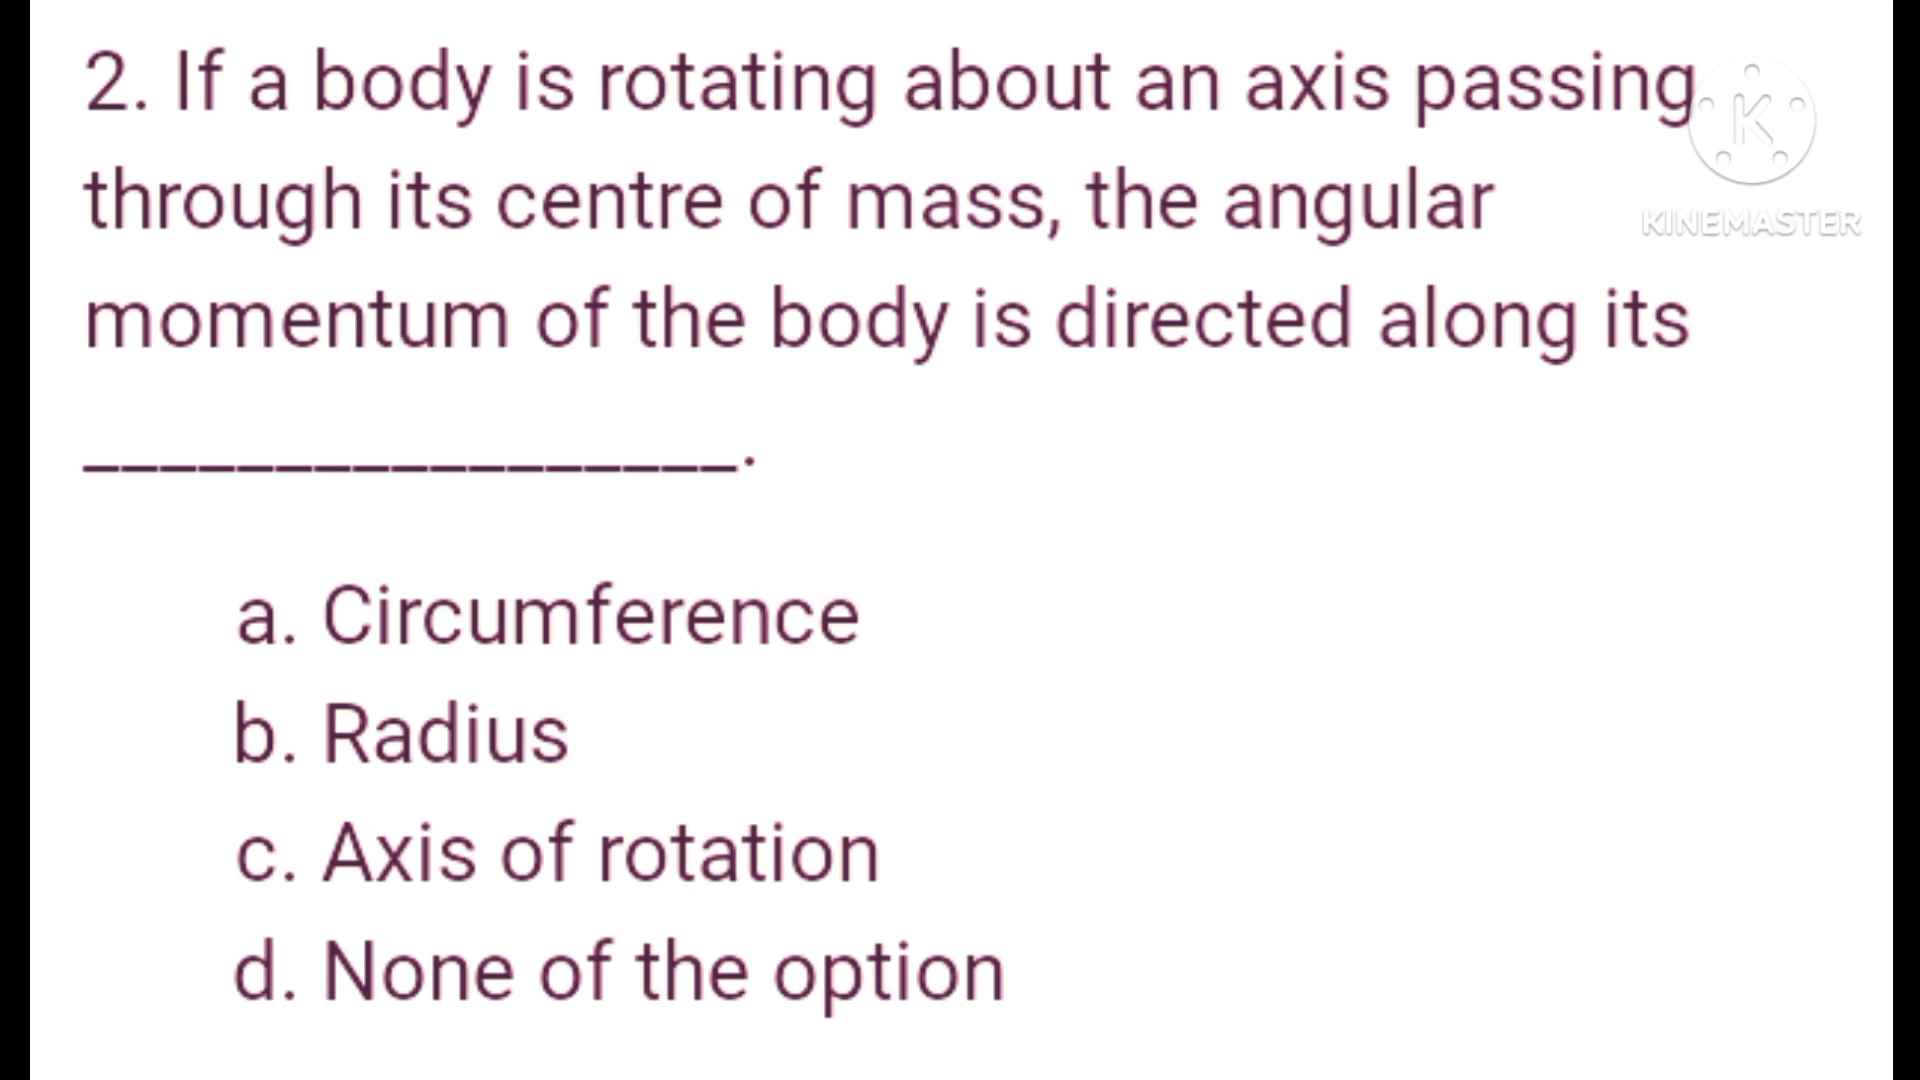 2. If a body is rotating about an axis passing
through its centre of mass, the angular
momentum of the body is directed along its
_________________.
a. Circumference
b. Radius
c. Axis of rotation
d. None of the option
K
KINEMASTER